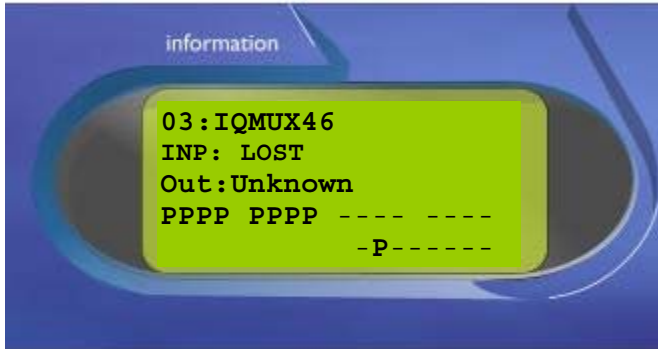 information
03:IQMUX46
INP: LOST
Out:Unknown
PPPP PPPP ---- ----
-P------